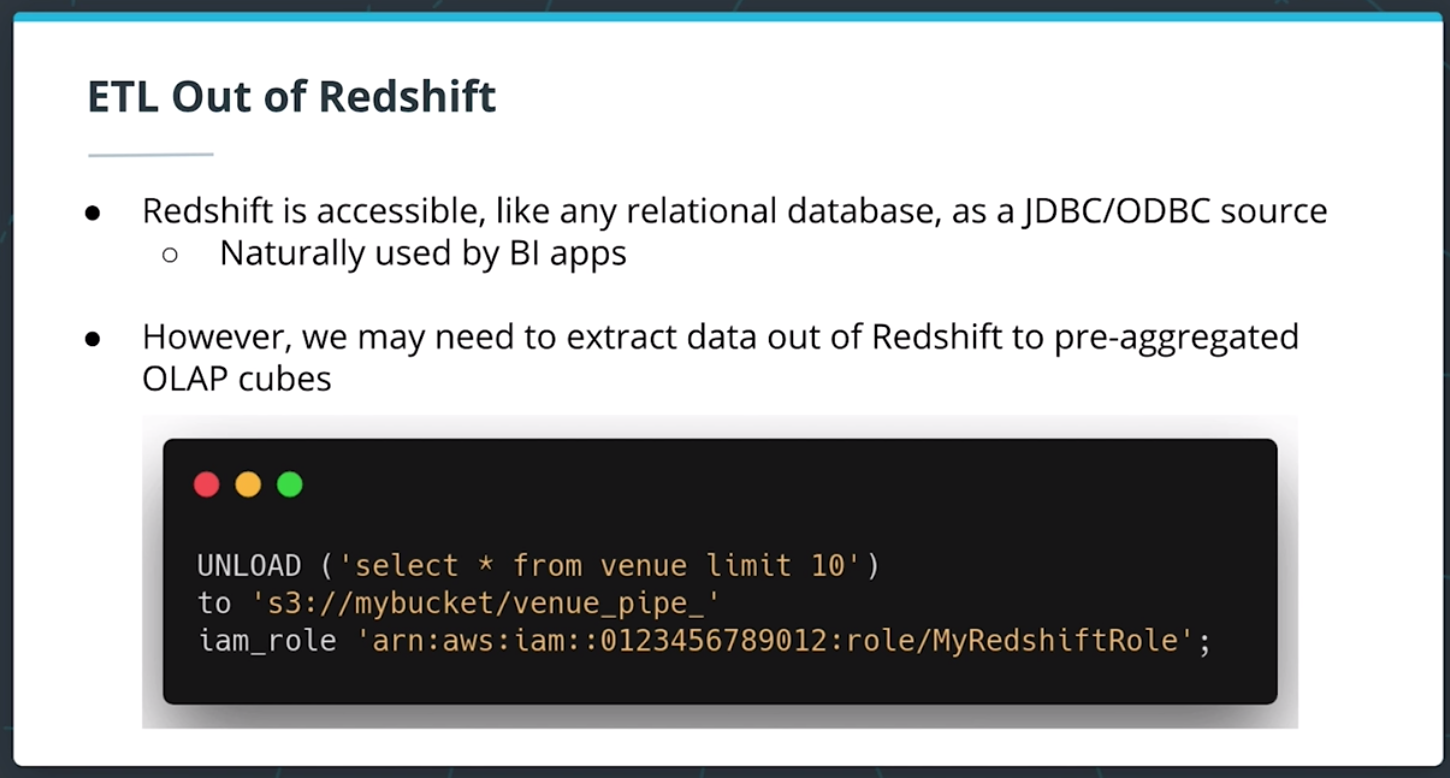 ETL Out of Redshift
● Redshift is accessible, like any relational database, as a JDBC/ODBC source
○ Naturally used by BI apps
● However, we may need to extract data out of Redshift to pre-aggregated
OLAP cubes
UNLOAD ('select * from venue limit 10')
to 's3://mybucket/venue_pipe_'
iam_role 'arn:aws:iam::0123456789012:role/MyRedshiftRole';